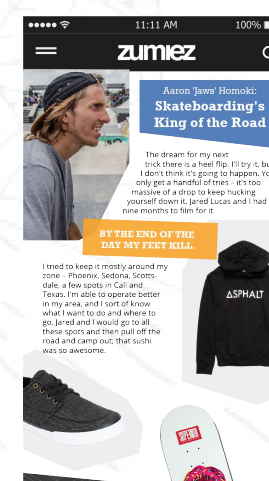 11:11 AM
100%
zumiez
Aaron 'Jaws' Homoki:
Skateboarding's
King of the Road
The dream for my next
trick there is a heel flip. I'll try it, bu
I don't think it's going to happen. Yo
only get a handful of tries – it's too
massive of a drop to keep hucking
yourself down it. Jared Lucas and I had
nine months to film for it.
BY THE END OF THE
DAY MY FEET KILL.
I tried to keep it mostly around my
zone – Phoenix, Sedona, Scotts-
dale, a few spots in Cali and
Texas. I'm able to operate better
in my area, and I sort of know
what I want to do and where to
go. Jared and I would go to all
these spots and then pull off the
road and camp out; that sushi
was so awesome.
ASPHALT
SUPERIOR